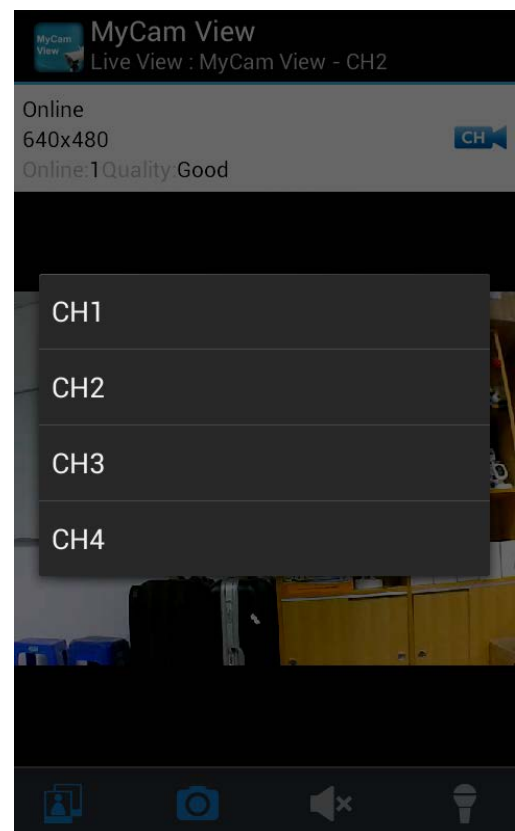 MyCam
View
MyCam View
Live View : MyCam View - CH2
Online
640x480
CH
Online:1Quality:Good
CH1
CH2
CH3
CH4